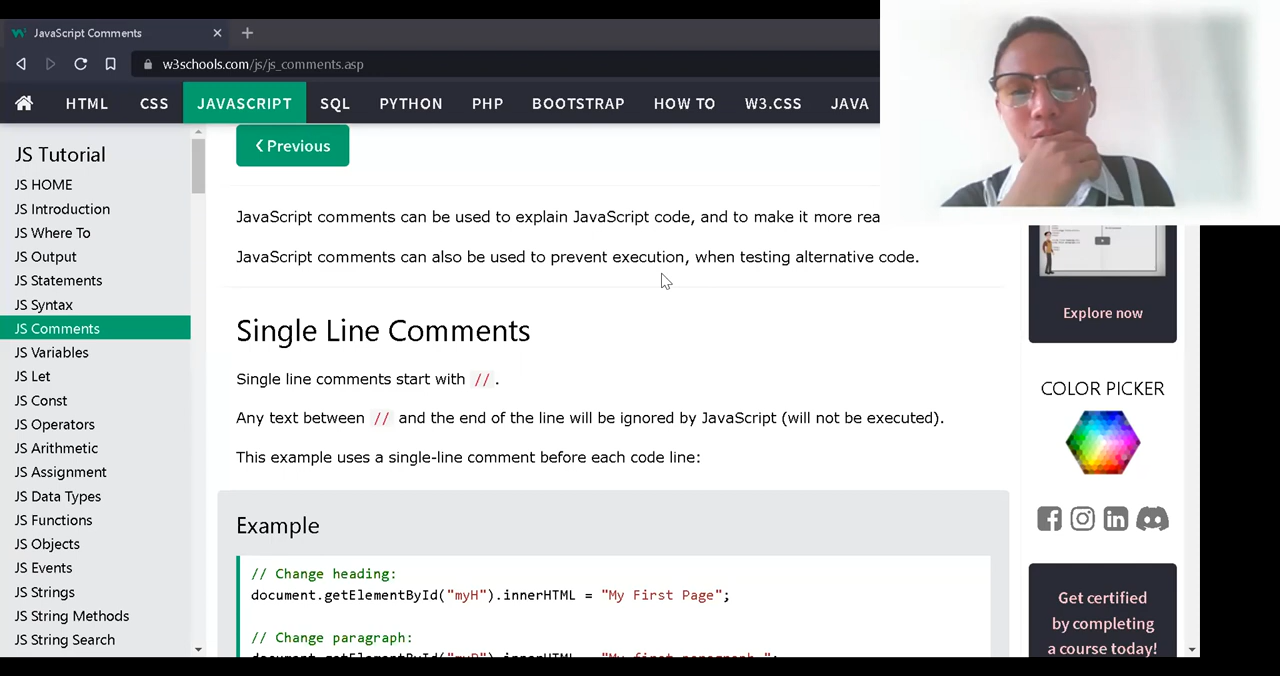 JavaScript Comments
w3schools.com/js/js_comments.asp
HTML CSS JAVASCRIPT SQL PYTHON PHP BOOTSTRAP HOW TO W3.CSS JAVA
JS Tutorial
JS HOME
JS Introduction
JS Where To
JS Output
JS Statements
JS Syntax
JS Comments
JS Variables
JS Let
JS Const
JS Operators
JS Arithmetic
JS Assignment
JS Data Types
JS Functions
JS Objects
JS Events
JS Strings
JS String Methods
JS String Search
❮ Previous
JavaScript comments can be used to explain JavaScript code, and to make it more rea
JavaScript comments can also be used to prevent execution, when testing alternative code.
Single Line Comments
Single line comments start with //.
Any text between // and the end of the line will be ignored by JavaScript (will not be executed).
This example uses a single-line comment before each code line:
Example
// Change heading:
document.getElementById("myH").innerHTML = "My First Page";
// Change paragraph:
document.getElementById("myP").innerHTML = "My first paragraph.";
Explore now
COLOR PICKER
Get certified
by completing
a course today!